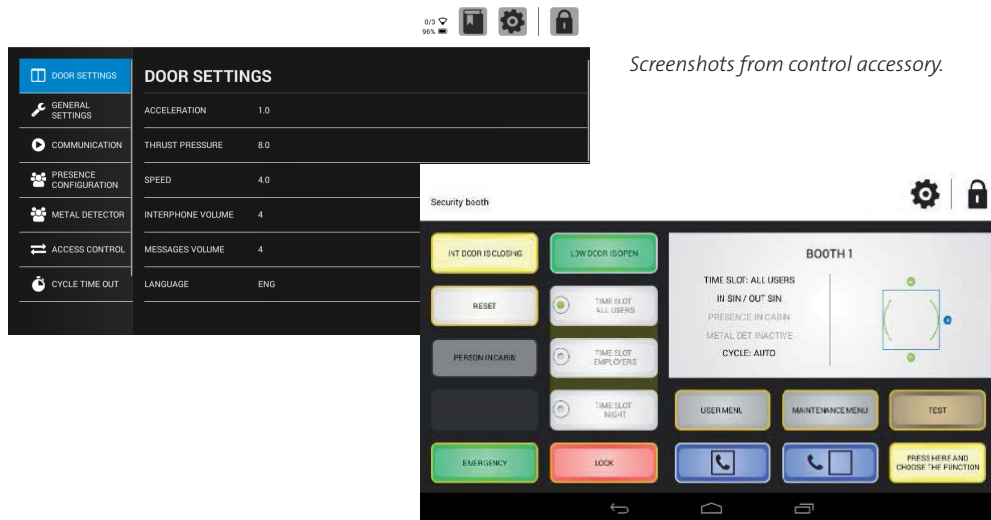 0/3
96%
Screenshots from control accessory.
DOOR SETTINGS
GENERAL
SETTINGS
COMMUNICATION
PRESENCE
CONFIGURATION
METAL DETECTOR
ACCESS CONTROL
CYCLE TIME OUT
DOOR SETTINGS
ACCELERATION 1.0
THRUST PRESSURE 8.0
SPEED 4.0
INTERPHONE VOLUME 4
MESSAGES VOLUME 4
LANGUAGE ENG
Security booth
INT DOOR IS CLOSING
LOW DOOR IS OPEN
RESET
TIME SLOT
ALL USERS
PERSON IN CABIN
TIME SLOT
EMPLOYERS
TIME SLOT
NIGHT
EMERGENCY
LOCK
BOOTH 1
TIME SLOT: ALL USERS
IN SIN / OUT SIN
PRESENCE IN CABIN
METAL DET INACTIVE
CYCLE: AUTO
USER MENU
MAINTENANCE MENU
TEST
PRESS HERE AND
CHOOSE THE FUNCTION